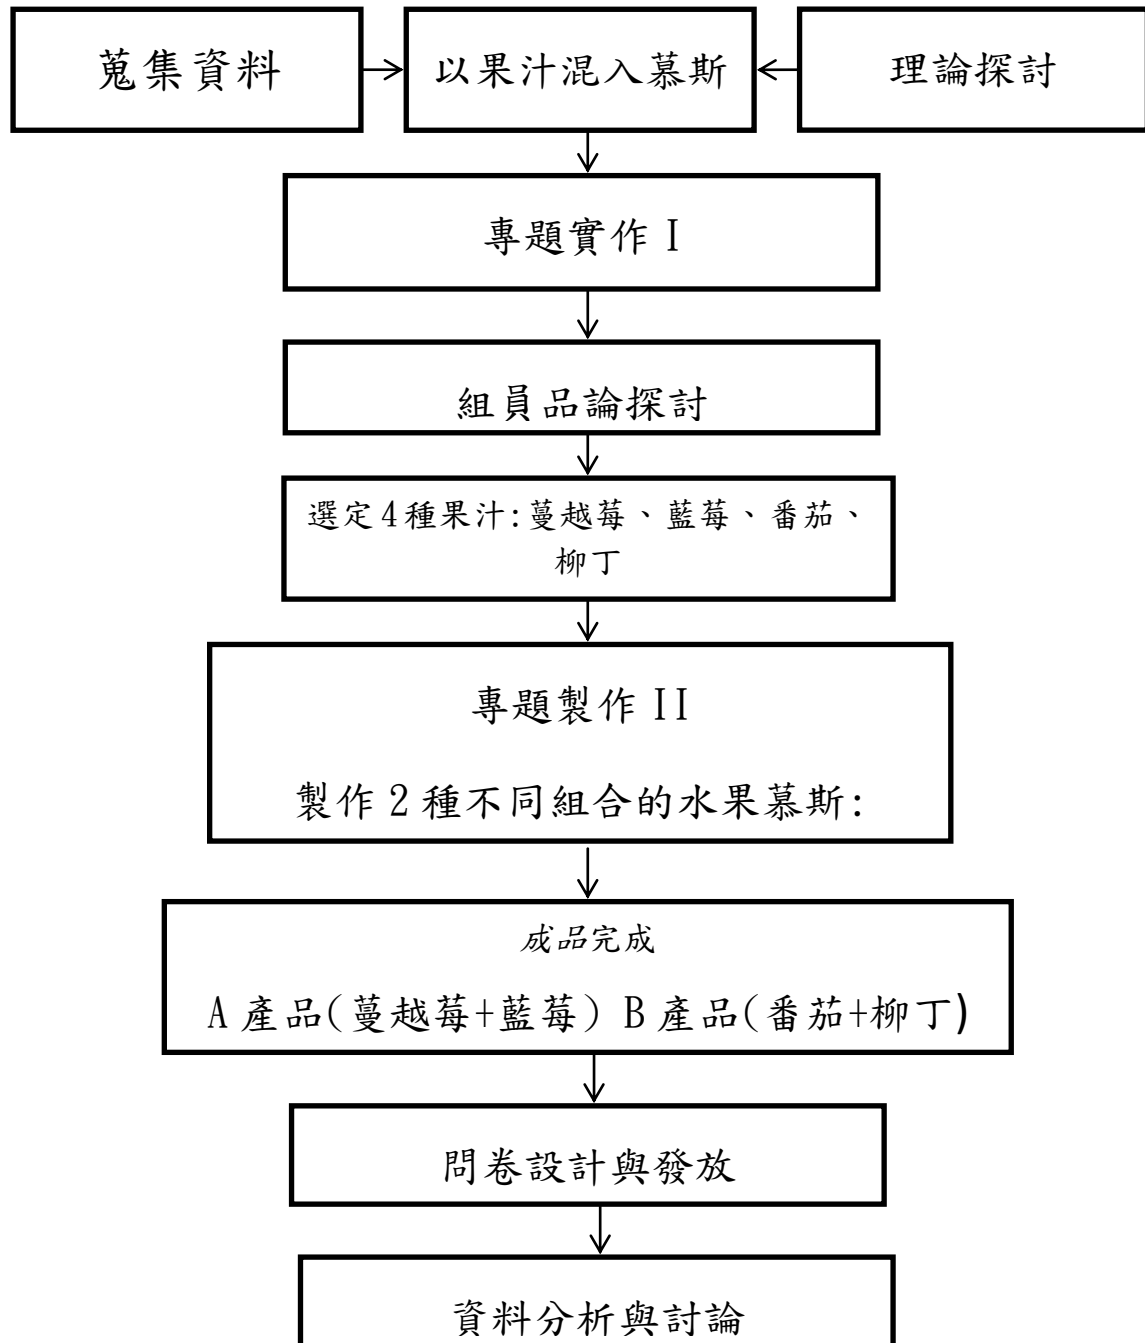 蒐集資料
以果汁混入慕斯
理論探討
專題實作 I
組員品論探討
選定4種果汁:蔓越莓、藍莓、番茄、
柳丁
專題製作 II
製作 2 種不同組合的水果慕斯:
成品完成
A 產品(蔓越莓+藍莓) B 產品(番茄+柳丁)
問卷設計與發放
資料分析與討論